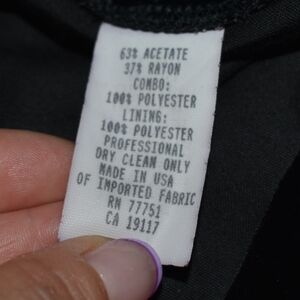 63% ACETATE
37% RAYON
COMBO:
100% POLYESTER
LINING:
100% POLYESTER
PROFESSIONAL
DRY CLEAN ONLY
MADE IN USA
OF IMPORTED FABRIC
RN 77751
CA 19117